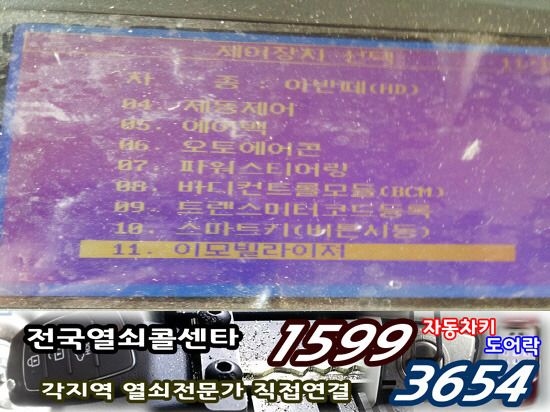 제어장치 선택
차 종 : 아반떼(HD)
04. 제동제어
05. 에어백
06. 오토에어콘
07. 파워스티어링
08. 바디컨트롤모듈(BCM)
09. 트랜스미터코드등록
10. 스마트키(버튼시동)
11. 이모빌라이저
전국열쇠콜센타 1599 자동차키
도어락
각지역 열쇠전문가 직접연결 - 3654